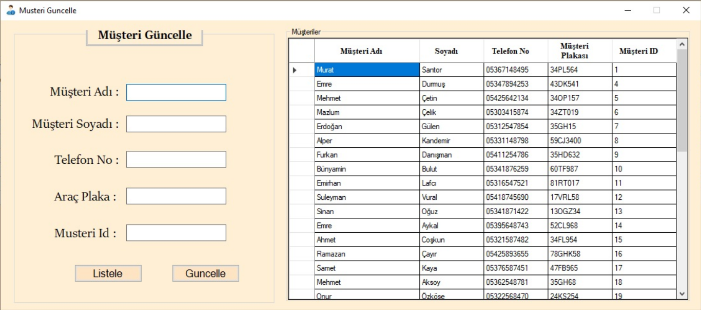 Musteri Guncelle
Müşteri Guncelle
Müşteri Adı :
Müşteri Soyadı :
Telefon No :
Araç Plaka :
Musteri Id :
Listele Guncelle
Müşteriler
Müşteri Adı Soyadı Telefon No Müşteri Plakası Müşteri ID
Murat Santor 05367148495 34PL564 1
Emre Durmuş 05347894253 43DK541 4
Mehmet Çetin 05425642134 34OP157 5
Mazlum Çelik 05303415874 34ZT019 6
Erdoğan Gülen 05312547854 35GH15 7
Alper Kandemir 05331148798 59CJ3400 8
Furkan Danışman 05411254786 35HD632 9
Bünyamin Bulut 05341876259 60TF987 10
Emirhan Lafcı 05316547521 81RT017 11
Suleyman Vural 05418745690 17VRL58 12
Sinan Oğuz 05341871422 13OGZ34 13
Emre Aykal 05395648743 52CL968 14
Ahmet Coşkun 05321587482 34FL954 15
Ramazan Çayır 05425893655 78GHK58 16
Samet Kaya 05376587451 47FB965 17
Mehmet Aksoy 05362548781 35GH68 18
Onur Özköse 05322568470 24KS254 19